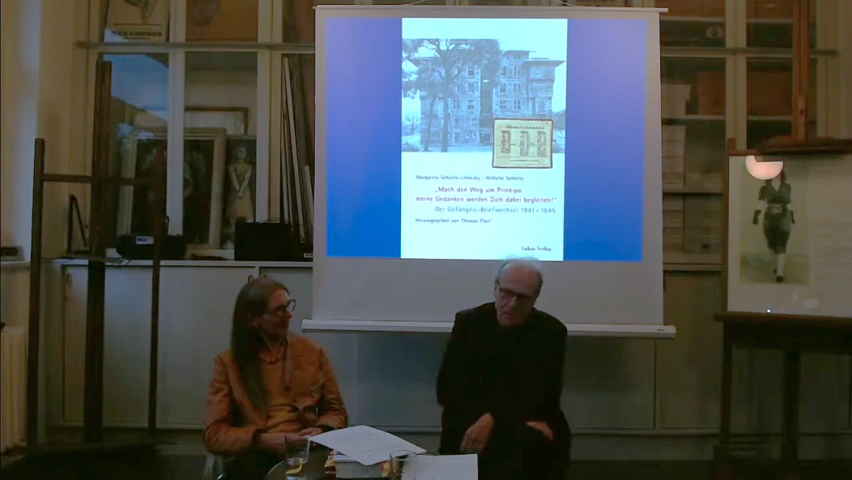 Margarete Schütte-Lihotzky | Wilhelm Schütte
„Mach den Weg um Prinkipo,
meine Gedanken werden Dich dabei begleiten!"
Der Gefängnis-Briefwechsel 1941–1945
Herausgegeben von Thomas Flierl
Lukas Verlag